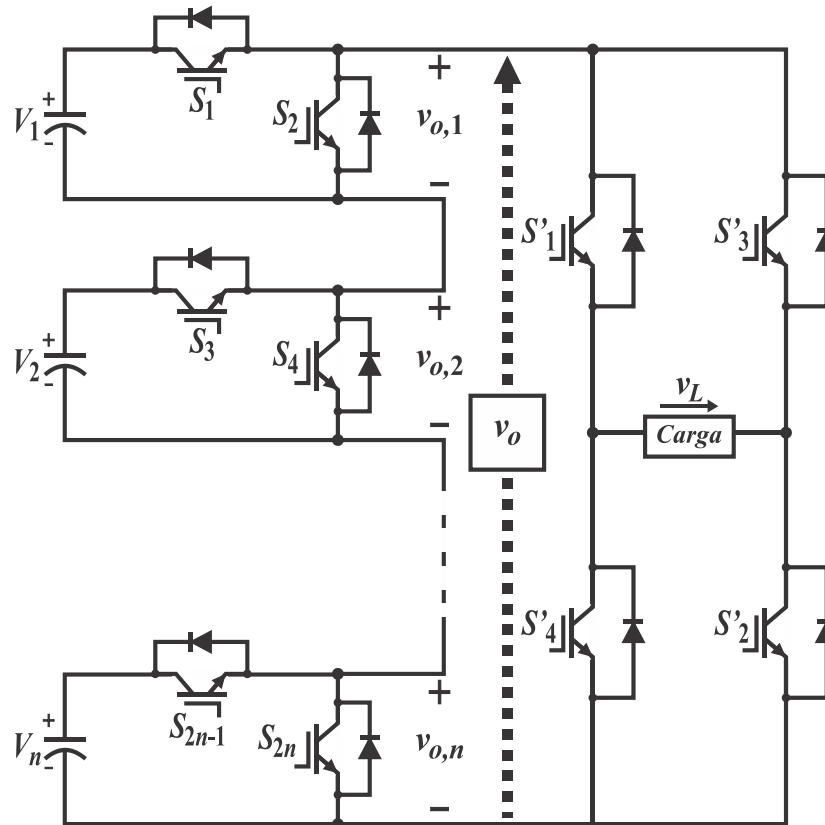 +
V1
-
S1
S2
+
vo,1
−
S'1
S'3
+
V2
-
S3
S4
+
vo,2
−
vo
vL
Carga
S'4
S'2
+
Vn
-
S2n-1
S2n
+
vo,n
−